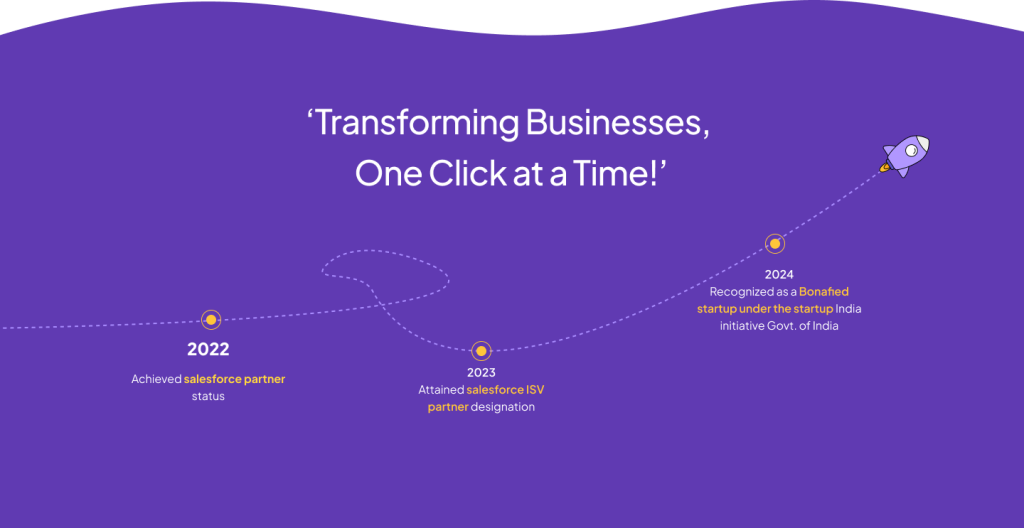 ‘Transforming Businesses,
One Click at a Time!’
2022
Achieved salesforce partner
status
2023
Attained salesforce ISV
partner designation
2024
Recognized as a Bonafied
startup under the startup India
initiative Govt. of India